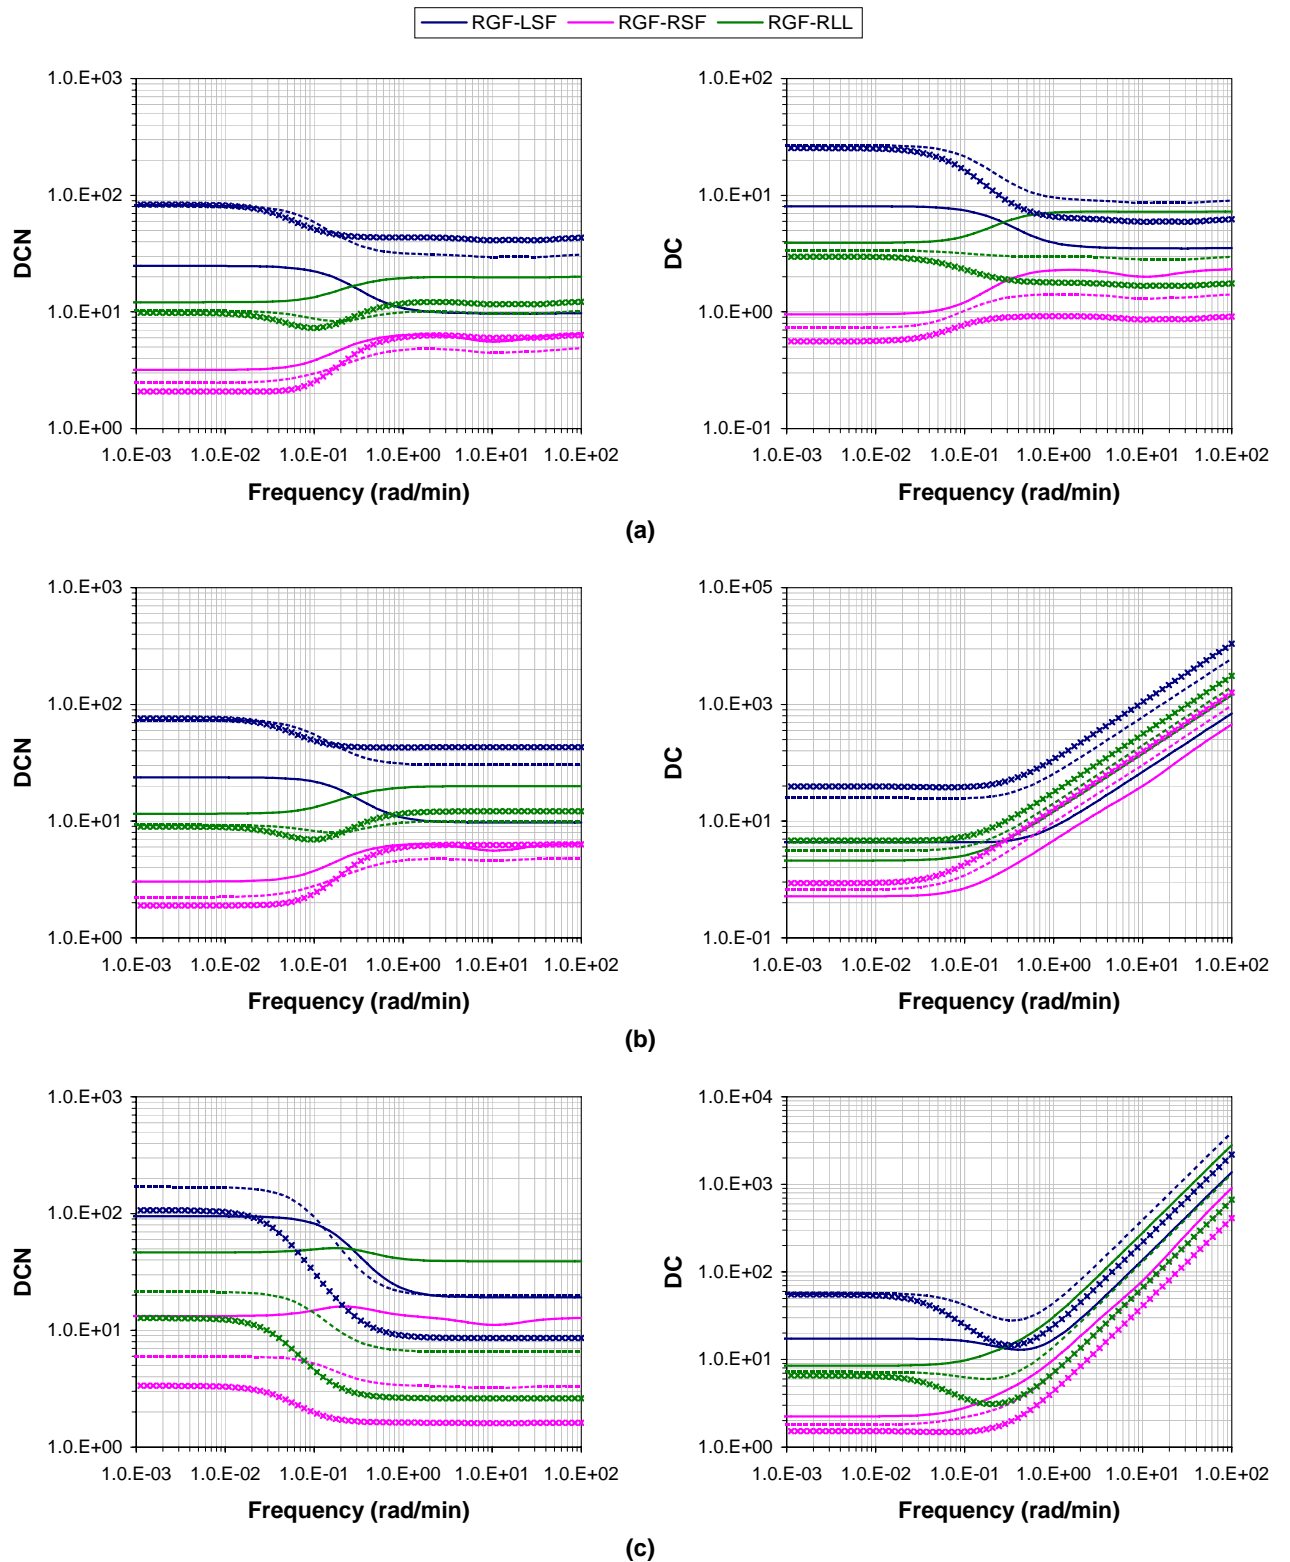 RGF-LSF RGF-RSF RGF-RLL
1.0.E+03
1.0.E+02
1.0.E+01
1.0.E+00
DCN
1.0.E-03 1.0.E-02 1.0.E-01 1.0.E+00 1.0.E+01 1.0.E+02
Frequency (rad/min)
1.0.E+02
1.0.E+01
1.0.E+00
1.0.E-01
DC
1.0.E-03 1.0.E-02 1.0.E-01 1.0.E+00 1.0.E+01 1.0.E+02
Frequency (rad/min)
(a)
1.0.E+03
1.0.E+02
1.0.E+01
1.0.E+00
DCN
1.0.E-03 1.0.E-02 1.0.E-01 1.0.E+00 1.0.E+01 1.0.E+02
Frequency (rad/min)
1.0.E+05
1.0.E+03
1.0.E+01
1.0.E-01
DC
1.0.E-03 1.0.E-02 1.0.E-01 1.0.E+00 1.0.E+01 1.0.E+02
Frequency (rad/min)
(b)
1.0.E+03
1.0.E+02
1.0.E+01
1.0.E+00
DCN
1.0.E-03 1.0.E-02 1.0.E-01 1.0.E+00 1.0.E+01 1.0.E+02
Frequency (rad/min)
1.0.E+04
1.0.E+03
1.0.E+02
1.0.E+01
1.0.E+00
DC
1.0.E-03 1.0.E-02 1.0.E-01 1.0.E+00 1.0.E+01 1.0.E+02
Frequency (rad/min)
(c)